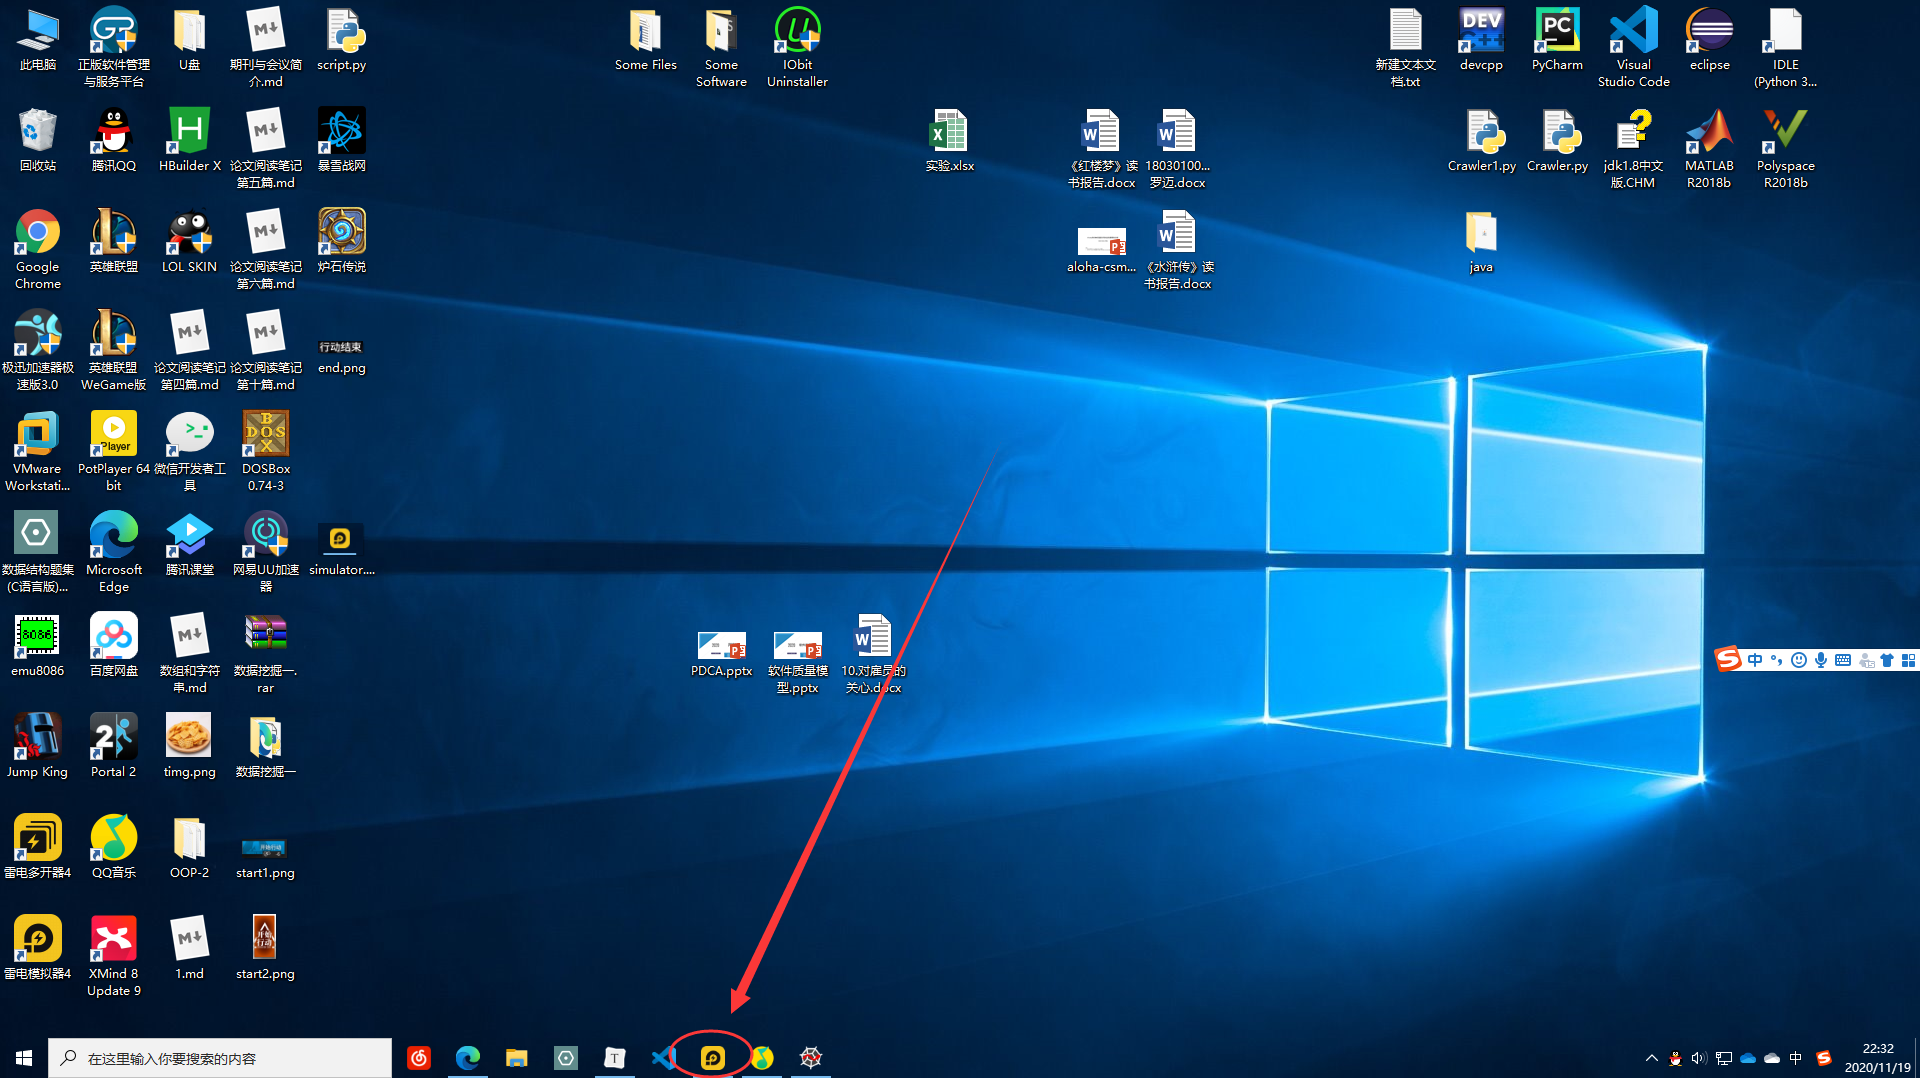 此电脑
正版软件管理
与服务平台
U盘
期刊与会议简
介.md
script.py
Some Files
Some
Software
IObit
Uninstaller
新建文本文
档.txt
DEV
C++
devcpp
PC
PyCharm
Visual
Studio Code
eclipse
IDLE
(Python 3...
回收站
腾讯QQ
H
HBuilder X
论文阅读笔记
第五篇.md
暴雪战网
实验.xlsx
《红楼梦》读
书报告.docx
18030100...
罗迈.docx
Crawler1.py
Crawler.py
jdk1.8中文
版.CHM
MATLAB
R2018b
Polyspace
R2018b
Google
Chrome
英雄联盟
LOL SKIN
论文阅读笔记
第六篇.md
炉石传说
aloha-csm...
《水浒传》读
书报告.docx
java
极迅加速器极
速版3.0
英雄联盟
WeGame版
论文阅读笔记
第四篇.md
论文阅读笔记
第十篇.md
行动结束
end.png
VMware
Workstati...
Player
PotPlayer 64
bit
微信开发者工
具
DOS
BOX
DOSBox
0.74-3
数据结构题集
(C语言版)...
Microsoft
Edge
腾讯课堂
网易UU加速
器
simulator....
8086
emu8086
百度网盘
数组和字符
串.md
数据挖掘一.
rar
PDCA.pptx
软件质量模
型.pptx
10.对雇员的
关心.docx
中
Jump King
2
Portal 2
timg.png
数据挖掘一
雷电多开器4
QQ音乐
OOP-2
开始行动
start1.png
雷电模拟器4
XMind 8
Update 9
1.md
开始
行动
start2.png
在这里输入你要搜索的内容
T
中
22:32
2020/11/19